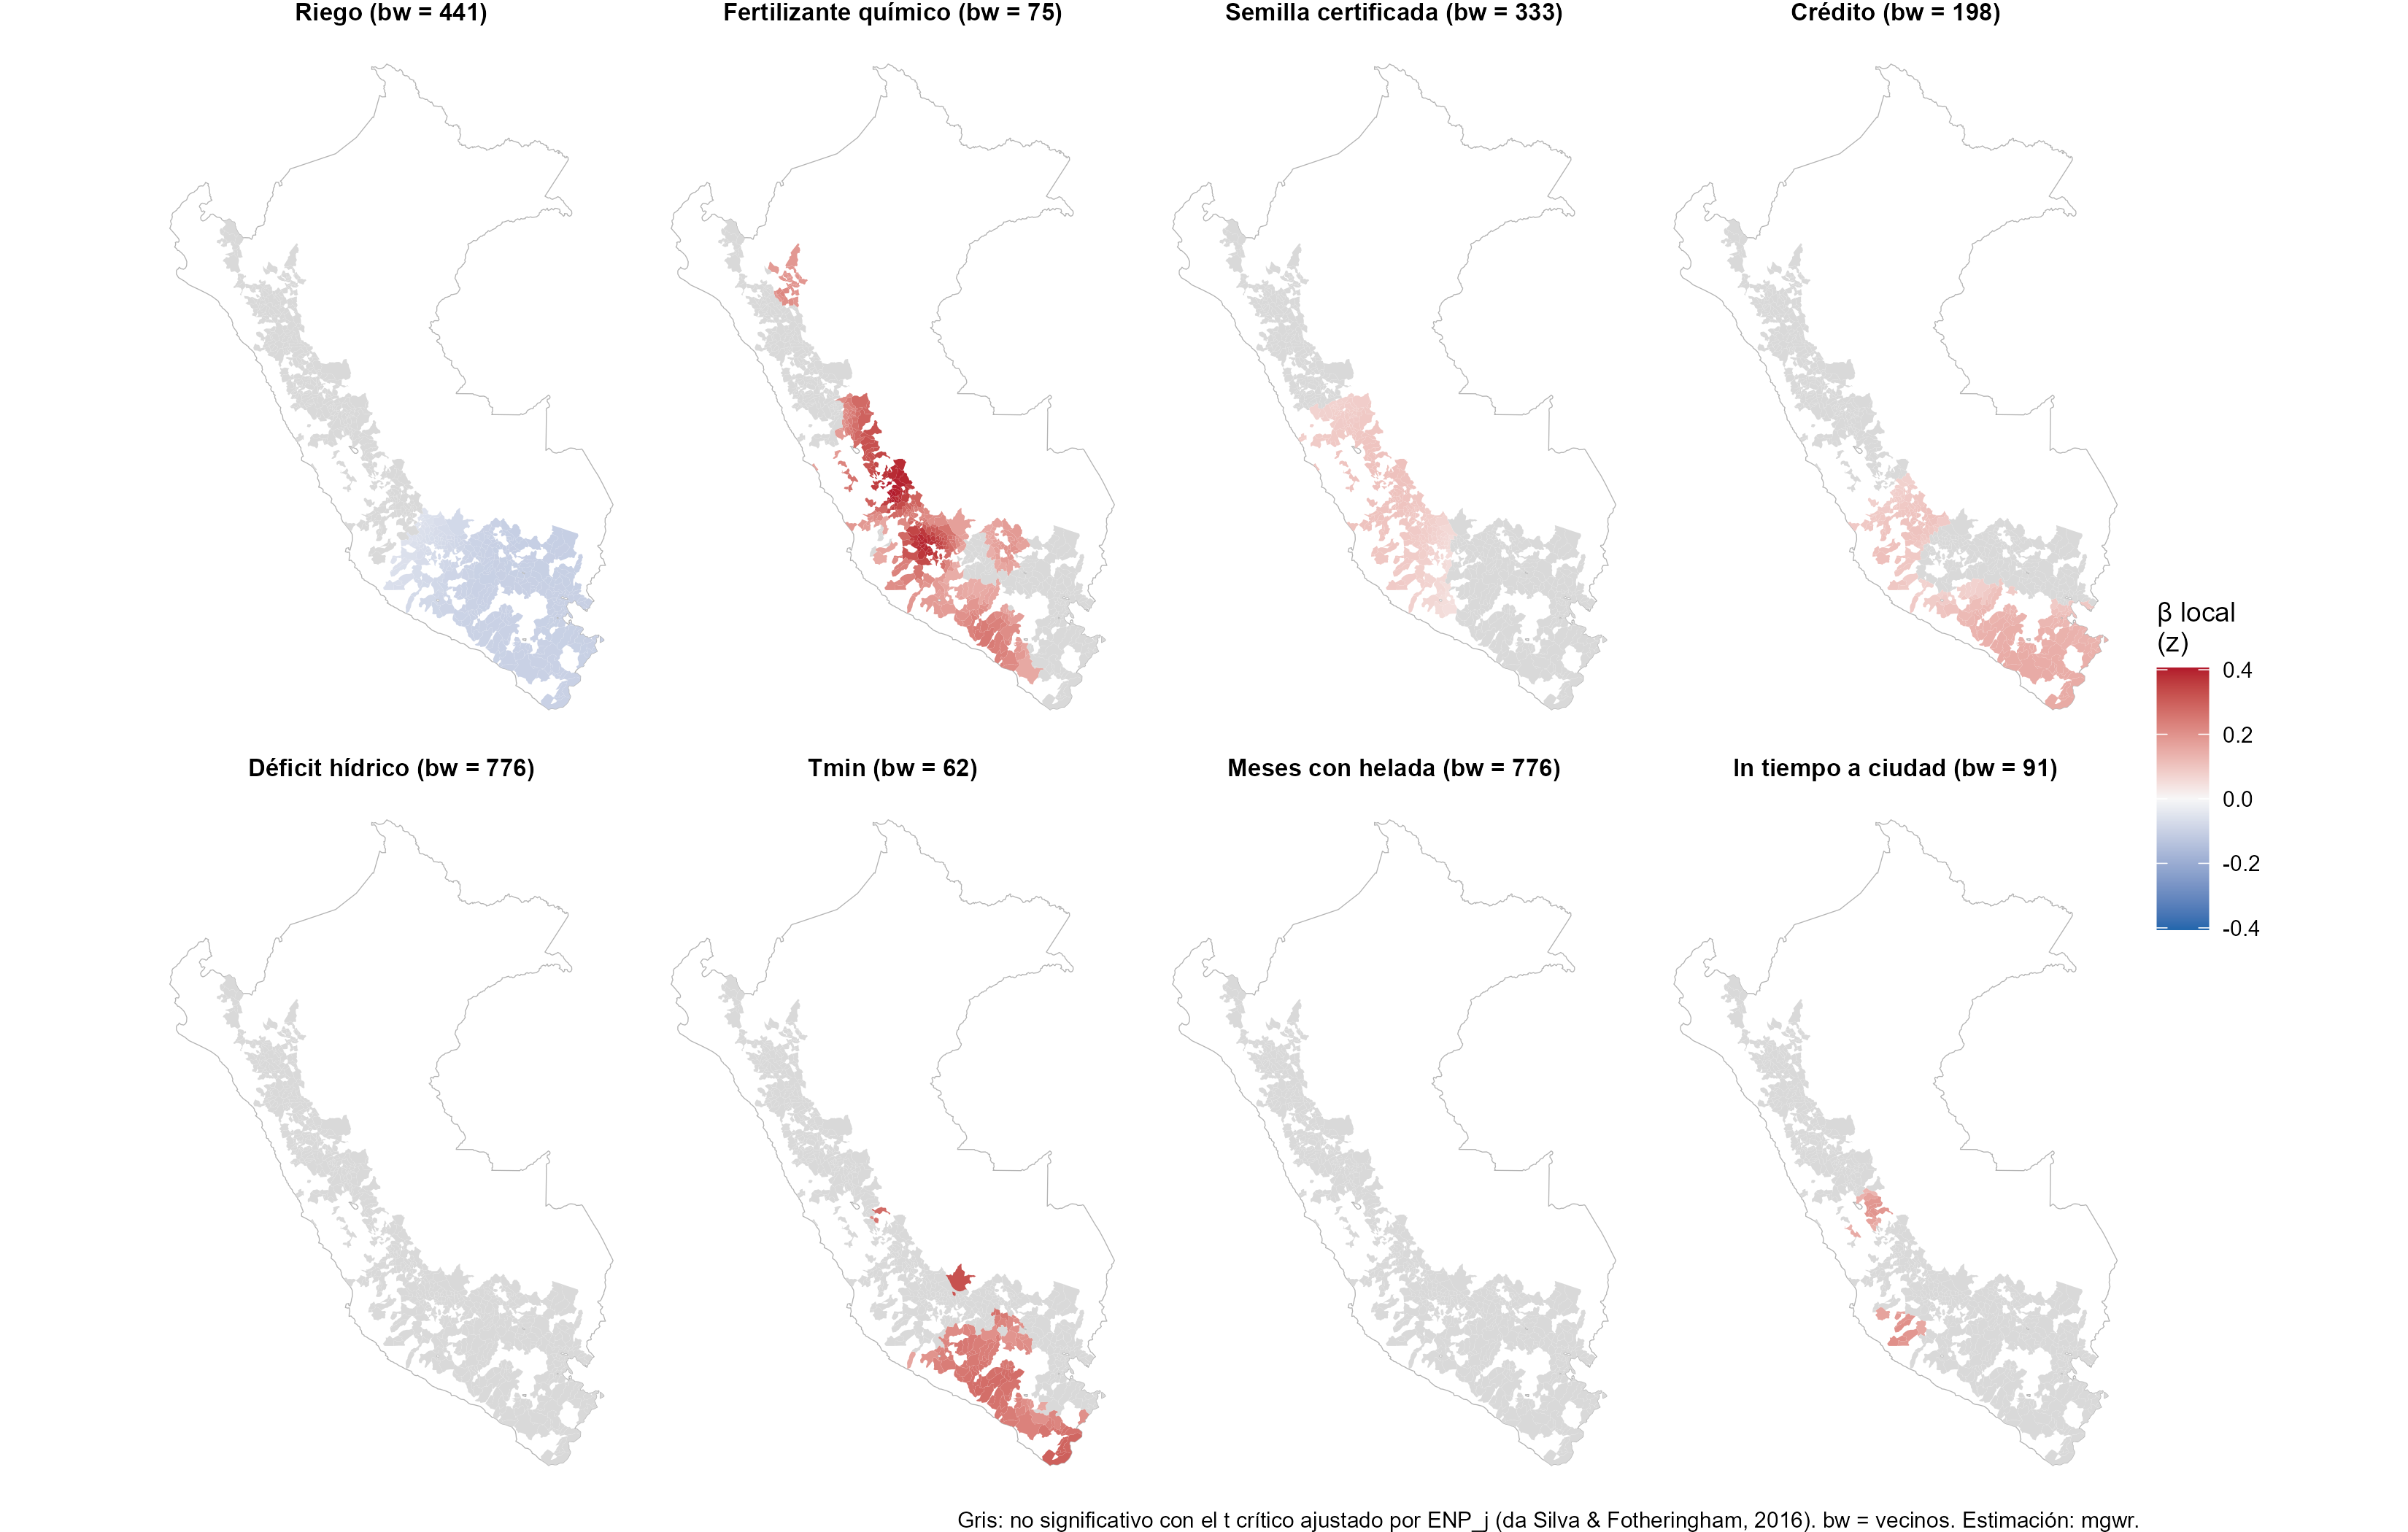 Riego (bw = 441)
Fertilizante químico (bw = 75)
Semilla certificada (bw = 333)
Crédito (bw = 198)
β local
(z)
0.4
0.2
0.0
-0.2
-0.4
Déficit hídrico (bw = 776)
Tmin (bw = 62)
Meses con helada (bw = 776)
ln tiempo a ciudad (bw = 91)
Gris: no significativo con el t crítico ajustado por ENP_j (da Silva & Fotheringham, 2016). bw = vecinos. Estimación: mgwr.